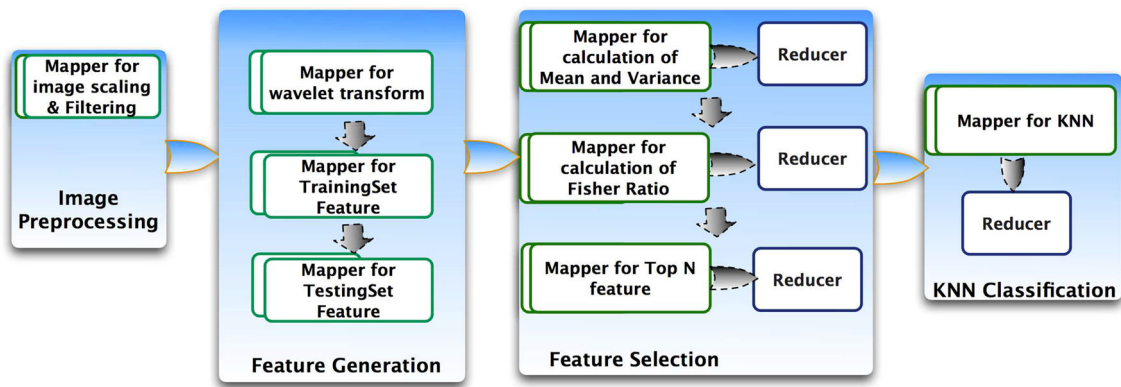 Mapper for
image scaling
& Filtering
Image
Preprocessing
Mapper for
wavelet transform
Mapper for
TrainingSet
Feature
Mapper for
TestingSet
Feature
Feature Generation
Mapper for
calculation of
Mean and Variance
Reducer
Mapper for
calculation of
Fisher Ratio
Reducer
Mapper for Top N
feature
Reducer
Feature Selection
Mapper for KNN
Reducer
KNN Classification